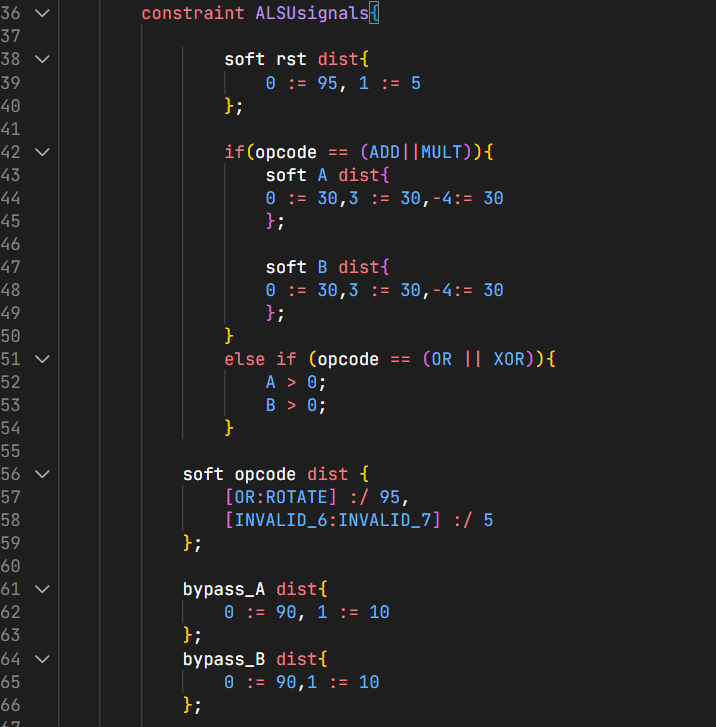 36 constraint ALSUsignals{
37
38 soft rst dist{
39 0 := 95, 1 := 5
40 };
41
42 if(opcode == (ADD||MULT)){
43 soft A dist{
44 0 := 30,3 := 30,-4:= 30
45 };
46
47 soft B dist{
48 0 := 30,3 := 30,-4:= 30
49 };
50 }
51 else if (opcode == (OR || XOR)){
52 A > 0;
53 B > 0;
54 }
55
56 soft opcode dist {
57 [OR:ROTATE] :/ 95,
58 [INVALID_6:INVALID_7] :/ 5
59 };
60
61 bypass_A dist{
62 0 := 90, 1 := 10
63 };
64 bypass_B dist{
65 0 := 90,1 := 10
66 };
67